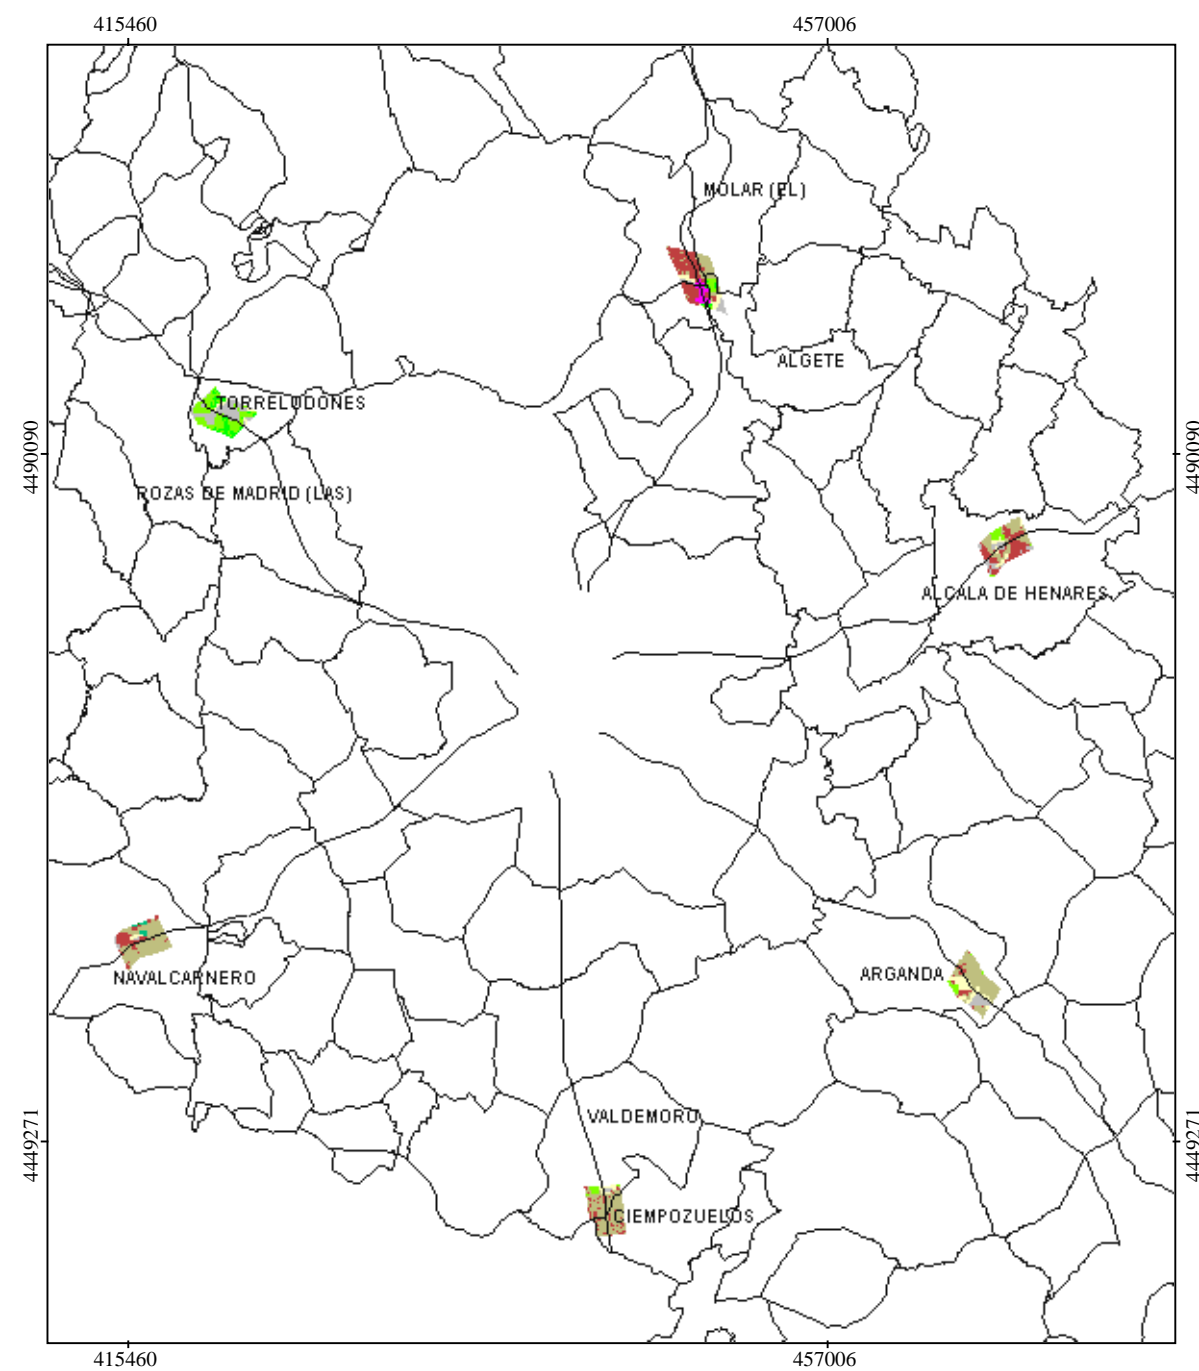 415460 457006
MOLAR (EL)
ALGETE
TORRELODONES
4490090 4490090
ROZAS DE MADRID (LAS)
ALCALA DE HENARES
ARGANDA
NAVALCARNERO
VALDEMORO
4449271 4449271
CIEMPOZUELOS
415460 457006